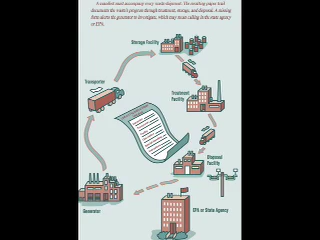 A manifest must accompany every waste shipment. The resulting paper trail
documents the waste's progress through treatment, storage, and disposal. A missing
form alerts the generator to investigate, which may mean calling in the state agency
or EPA.
Storage Facility
Transporter
Treatment
Facility
Disposal
Facility
Generator
EPA or State Agency